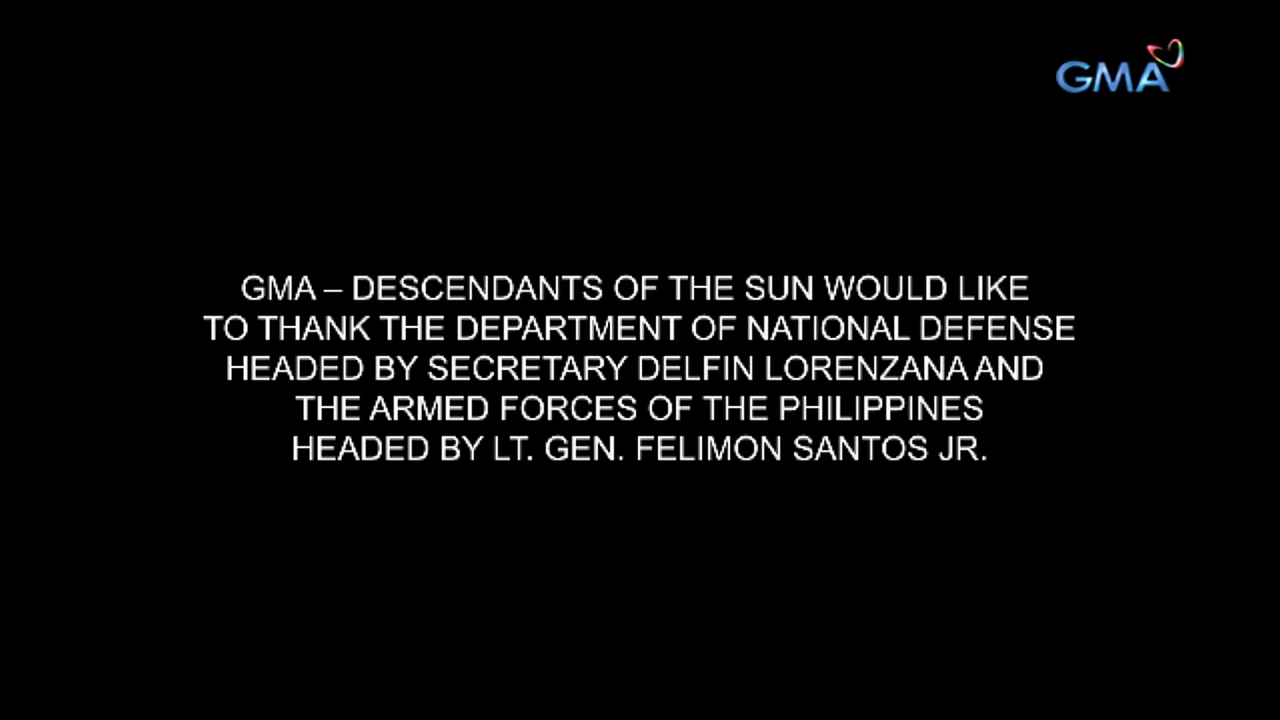 GMA
GMA – DESCENDANTS OF THE SUN WOULD LIKE
TO THANK THE DEPARTMENT OF NATIONAL DEFENSE
HEADED BY SECRETARY DELFIN LORENZANA AND
THE ARMED FORCES OF THE PHILIPPINES
HEADED BY LT. GEN. FELIMON SANTOS JR.